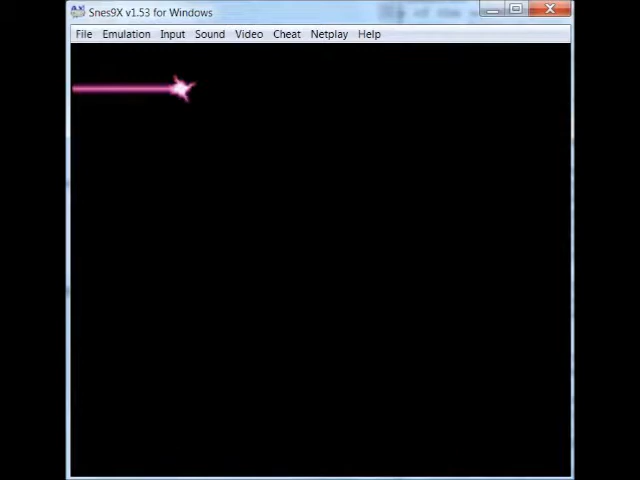 Snes9X v1.53 for Windows
File Emulation Input Sound Video Cheat Netplay Help